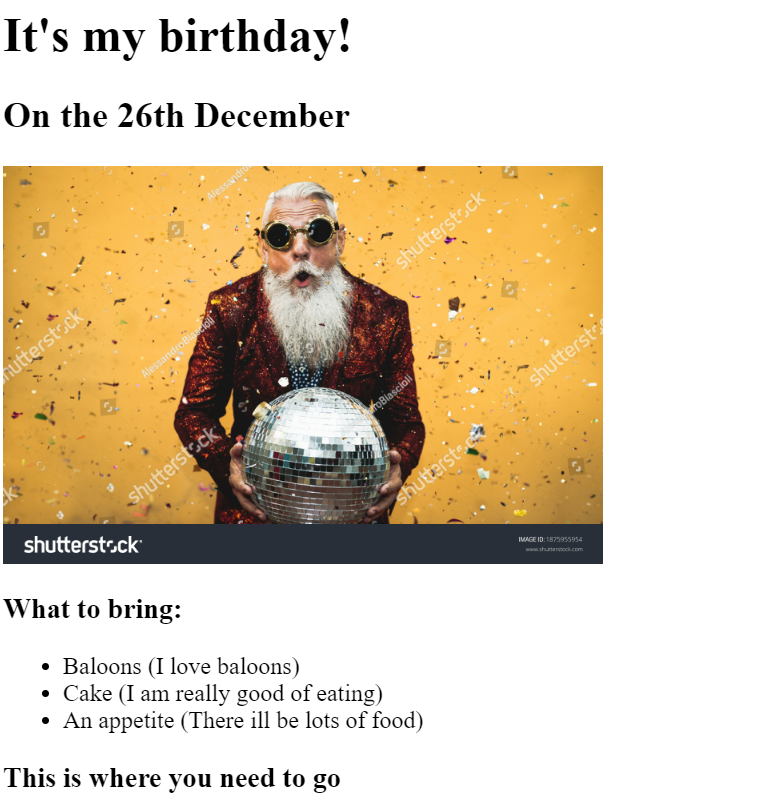 It's my birthday!
On the 26th December
AlessandroBiascioli
shutterstock
shutterstock
shutterstock
AlessandroBiascioli
shutterstock
shutterstock
shutterstock
shutterstock
IMAGE ID: 1875955954
www.shutterstock.com
What to bring:
Baloons (I love baloons)
Cake (I am really good of eating)
An appetite (There ill be lots of food)
This is where you need to go